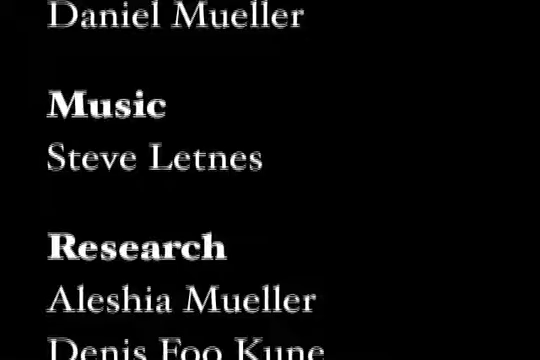 Daniel Mueller
Music
Steve Letnes
Research
Aleshia Mueller
Denis Foo Kune